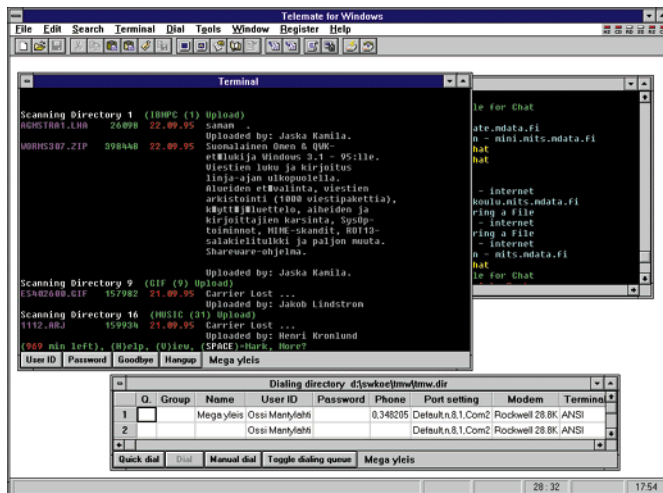 Telemate for Windows
File Edit Search Terminal Dial Tools Window Register Help
Terminal
Scanning Directory 1 (IBMPC (1) Upload)
AGMSTRA1.LHA 26098 22.09.95 samam .
Uploaded by: Jaska Kamila.
WORMS307.ZIP 398448 22.09.95 Suomalainen Omen & QWK-
et█lukija Windows 3.1 - 95:lle.
Viestien luku ja kirjoitus
linja-ajan ulkopuolella.
Alueiden et█valinta, viestien
arkistointi (1000 viestipakettia),
k█ytt█j█luettelo, aiheiden ja
kirjoittajien karsinta, SysOp-
toiminnot, MIME-skandit, ROT13-
salakielitulkki ja paljon muuta.
Shareware-ohjelma.
Uploaded by: Jaska Kamila.
Scanning Directory 9 (GIF (9) Upload)
ES402600.GIF 157982 21.09.95 Carrier Lost ...
Uploaded by: Jakob Lindstrom
Scanning Directory 16 (MUSIC (31) Upload)
1112.ARJ 159934 21.09.95 Carrier Lost ...
Uploaded by: Henri Kronlund
(969 min left), (H)elp, (V)iew, (SPACE)=Mark, More?
User ID Password Goodbye Hangup Mega yleis
le for Chat
ate.mdata.fi
n - mini.mits.mdata.fi
hat
hat
- internet
koulu.mits.mdata.fi
ring a File
- internet
ring a File
- internet
n - mits.mdata.fi
hat
le for Chat
Dialing directory d:\swkoe\tmw\tmw.dir
Q. Group Name User ID Password Phone Port setting Modem Terminal
1 Mega yleis Ossi Mantylahti 0,348205 Default,n,8,1,Com2 Rockwell 28.8K ANSI
2 Ossi Mantylahti Default,n,8,1,Com2 Rockwell 28.8K ANSI
Quick dial Dial Manual dial Toggle dialing queue Mega yleis
28 : 32 17:54